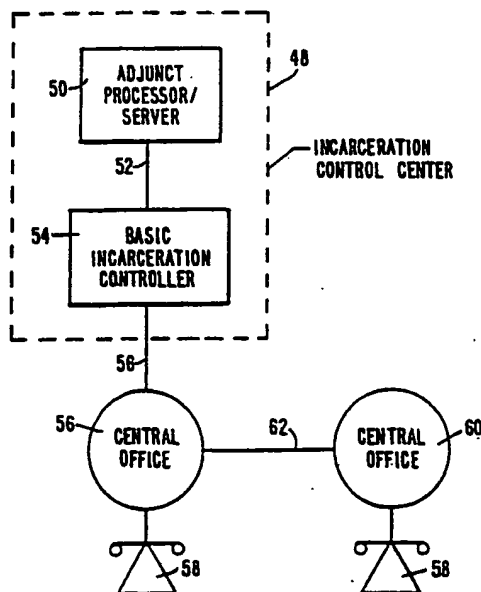 48
50
ADJUNCT
PROCESSOR/
SERVER
INCARCERATION
CONTROL CENTER
52
54
BASIC
INCARCERATION
CONTROLLER
56
56
CENTRAL
OFFICE
62
CENTRAL
OFFICE
60
58
58